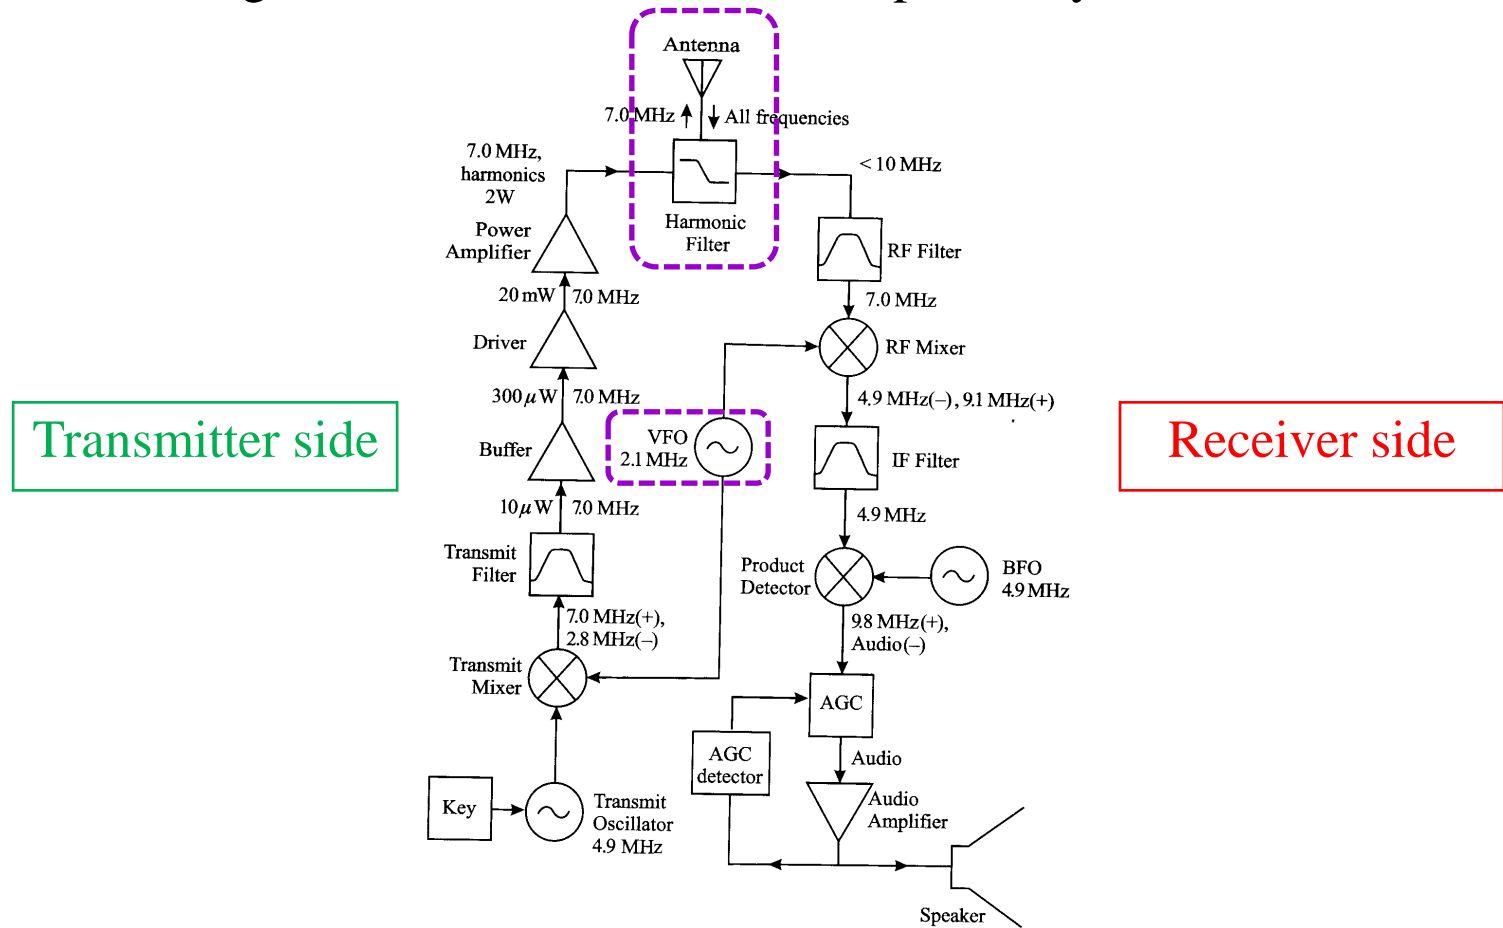 Antenna
7.0 MHz
All frequencies
7.0 MHz,
harmonics
2W
< 10 MHz
Harmonic
Filter
Power
Amplifier
RF Filter
20 mW
7.0 MHz
7.0 MHz
Driver
RF Mixer
300 μW
7.0 MHz
4.9 MHz(–), 9.1 MHz(+)
Transmitter side
VFO
2.1 MHz
Receiver side
Buffer
IF Filter
10 μW
7.0 MHz
4.9 MHz
Transmit
Filter
Product
Detector
BFO
4.9 MHz
7.0 MHz(+),
2.8 MHz(–)
9.8 MHz(+),
Audio(–)
Transmit
Mixer
AGC
AGC
detector
Audio
Key
Transmit
Oscillator
4.9 MHz
Audio
Amplifier
Speaker